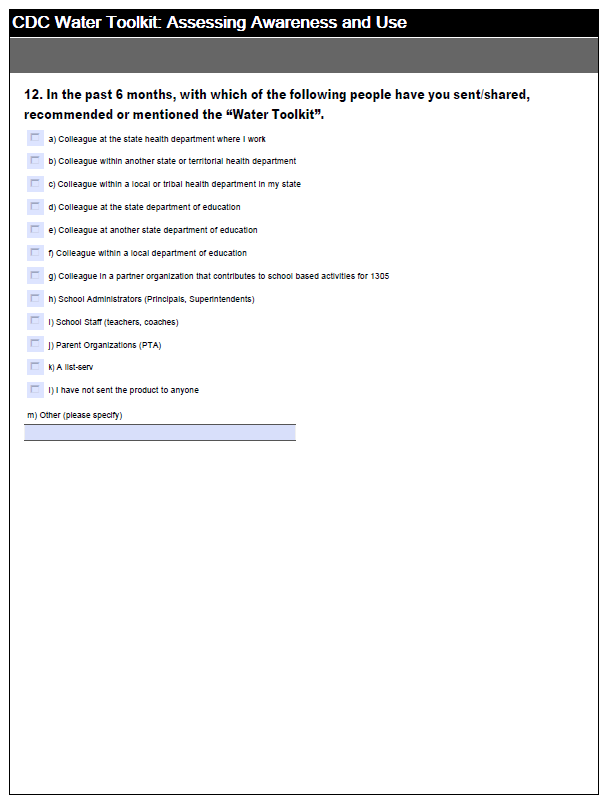 CDC Water Toolkit: Assessing Awareness and Use
12. In the past 6 months, with which of the following people have you sent/shared,
recommended or mentioned the “Water Toolkit”.
a) Colleague at the state health department where I work
b) Colleague within another state or territorial health department
c) Colleague within a local or tribal health department in my state
d) Colleague at the state department of education
e) Colleague at another state department of education
f) Colleague within a local department of education
g) Colleague in a partner organization that contributes to school based activities for 1305
h) School Administrators (Principals, Superintendents)
i) School Staff (teachers, coaches)
j) Parent Organizations (PTA)
k) A list-serv
l) I have not sent the product to anyone
m) Other (please specify)